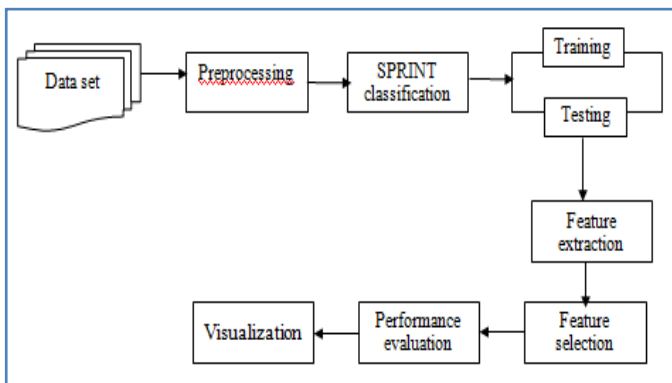 Data set
Preprocessing
SPRINT
classification
Training
Testing
Feature
extraction
Feature
selection
Performance
evaluation
Visualization